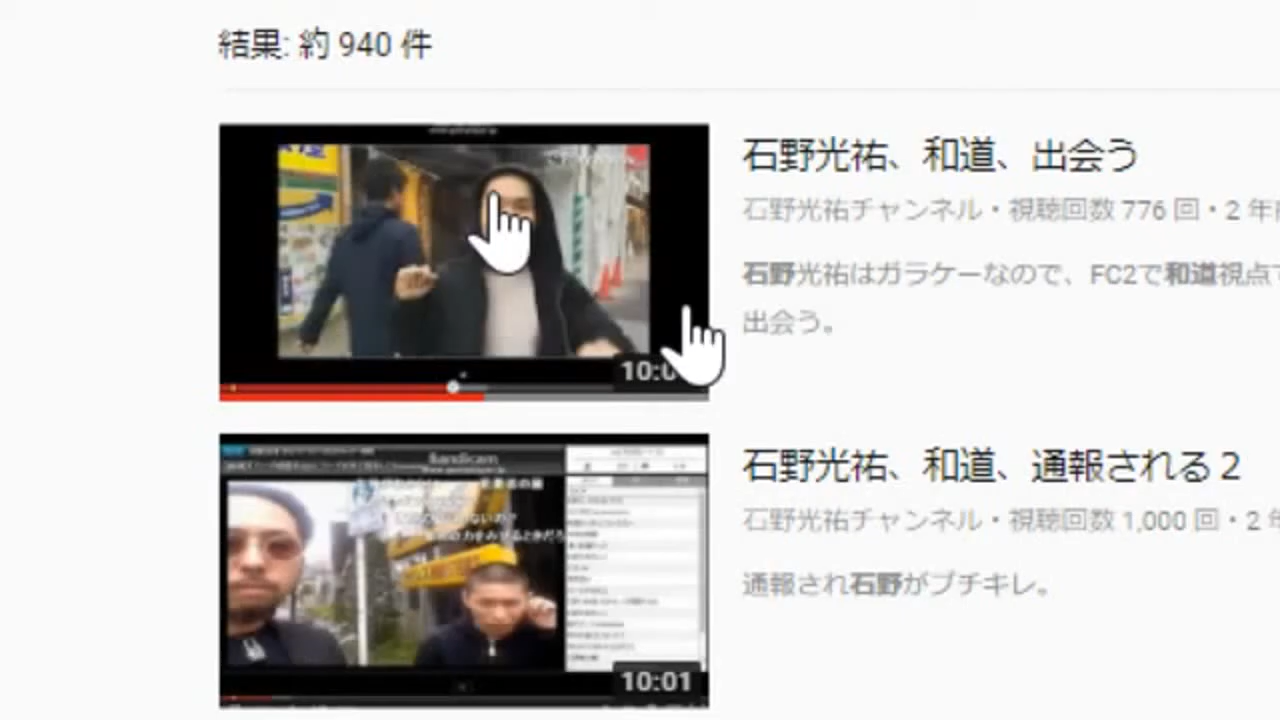 結果: 約 940 件
石野光祐、和道、出会う
石野光祐チャンネル・視聴回数 776 回・2 年
石野光祐はガラケーなので、FC2で和道視点で
出会う。
10:0
Bandicam
石野光祐、和道、通報される２
石野光祐チャンネル・視聴回数 1,000 回・2 年
通報され石野がブチキレ。
10:01